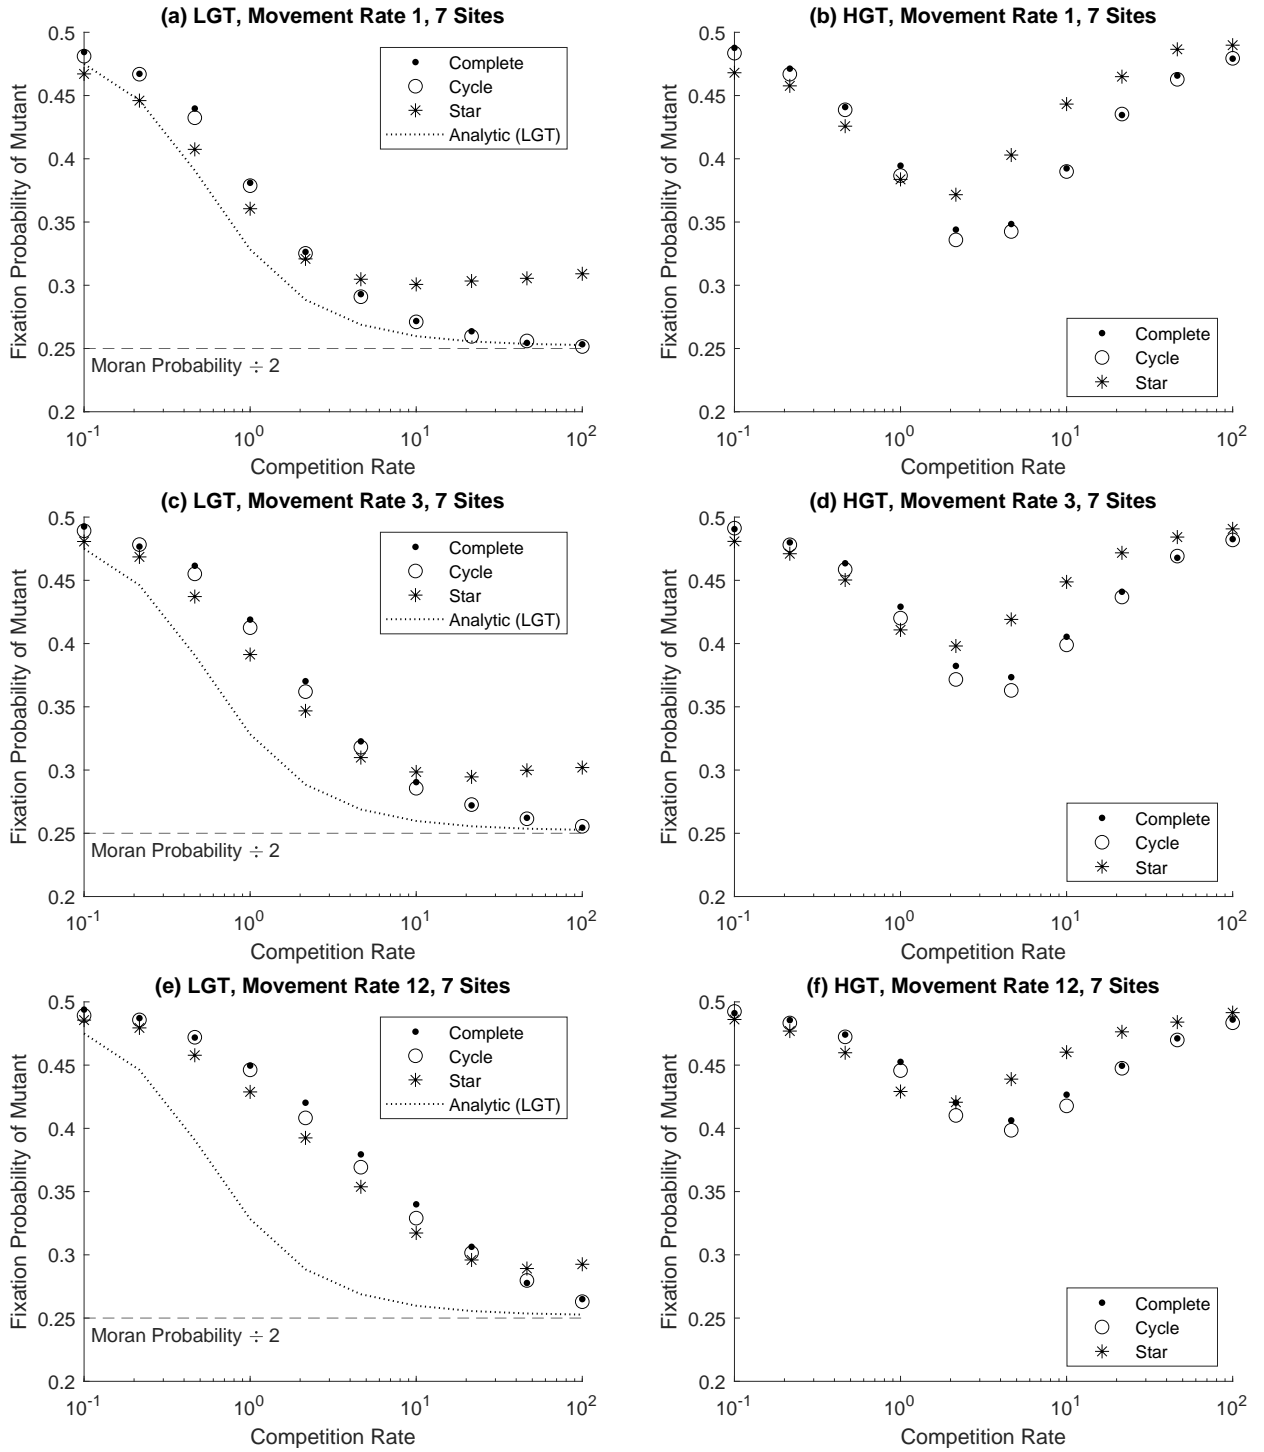 (a) LGT, Movement Rate 1, 7 Sites
Fixation Probability of Mutant
0.5
0.45
0.4
0.35
0.3
0.25
0.2
Complete
Cycle
Star
Analytic (LGT)
Moran Probability ÷ 2
10^-1
10^0
10^1
10^2
Competition Rate
(b) HGT, Movement Rate 1, 7 Sites
Fixation Probability of Mutant
0.5
0.45
0.4
0.35
0.3
0.25
0.2
Complete
Cycle
Star
10^-1
10^0
10^1
10^2
Competition Rate
(c) LGT, Movement Rate 3, 7 Sites
Fixation Probability of Mutant
0.5
0.45
0.4
0.35
0.3
0.25
0.2
Complete
Cycle
Star
Analytic (LGT)
Moran Probability ÷ 2
10^-1
10^0
10^1
10^2
Competition Rate
(d) HGT, Movement Rate 3, 7 Sites
Fixation Probability of Mutant
0.5
0.45
0.4
0.35
0.3
0.25
0.2
Complete
Cycle
Star
10^-1
10^0
10^1
10^2
Competition Rate
(e) LGT, Movement Rate 12, 7 Sites
Fixation Probability of Mutant
0.5
0.45
0.4
0.35
0.3
0.25
0.2
Complete
Cycle
Star
Analytic (LGT)
Moran Probability ÷ 2
10^-1
10^0
10^1
10^2
Competition Rate
(f) HGT, Movement Rate 12, 7 Sites
Fixation Probability of Mutant
0.5
0.45
0.4
0.35
0.3
0.25
0.2
Complete
Cycle
Star
10^-1
10^0
10^1
10^2
Competition Rate